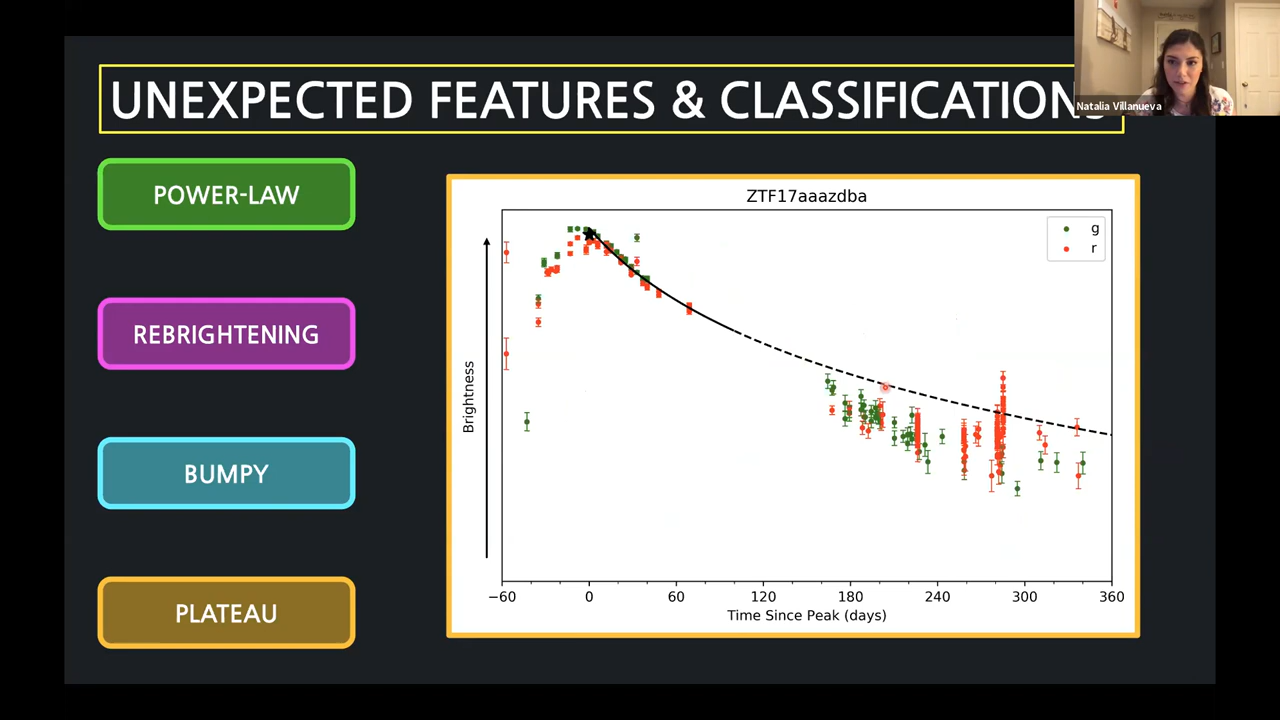 UNEXPECTED FEATURES & CLASSIFICATIONS
Natalia Villanueva
POWER-LAW
REBRIGHTENING
BUMPY
PLATEAU
ZTF17aaazdba
g
r
Brightness
−60 0 60 120 180 240 300 360
Time Since Peak (days)